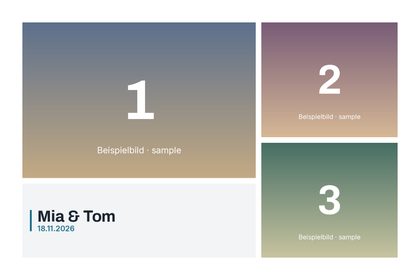 1
Beispielbild · sample
2
Beispielbild · sample
3
Beispielbild · sample
Mia & Tom
18.11.2026